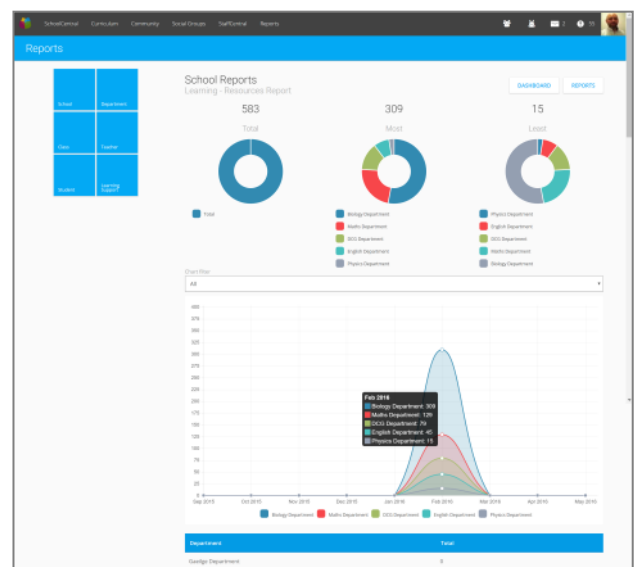 SchoolCentral Curriculum Community Social Groups StaffCentral Reports 2 55
Reports
School Department
Class Teacher
Student Learning Support
School Reports
Learning - Resources Report
DASHBOARD REPORTS
583 309 15
Total Most Least
Total
Biology Department
Maths Department
DCG Department
English Department
Physics Department
Physics Department
English Department
DCG Department
Maths Department
Biology Department
Chart Filter
All
400
375
350
325
300
275
250
225
200
175
150
125
100
75
50
25
0
Feb 2016
Biology Department: 309
Maths Department: 129
DCG Department: 79
English Department: 45
Physics Department: 15
Sep 2015 Oct 2015 Nov 2015 Dec 2015 Jan 2016 Feb 2016 Mar 2016 Apr 2016 May 2016
Biology Department Maths Department DCG Department English Department Physics Department
Department Total
Gaeilge Department 0